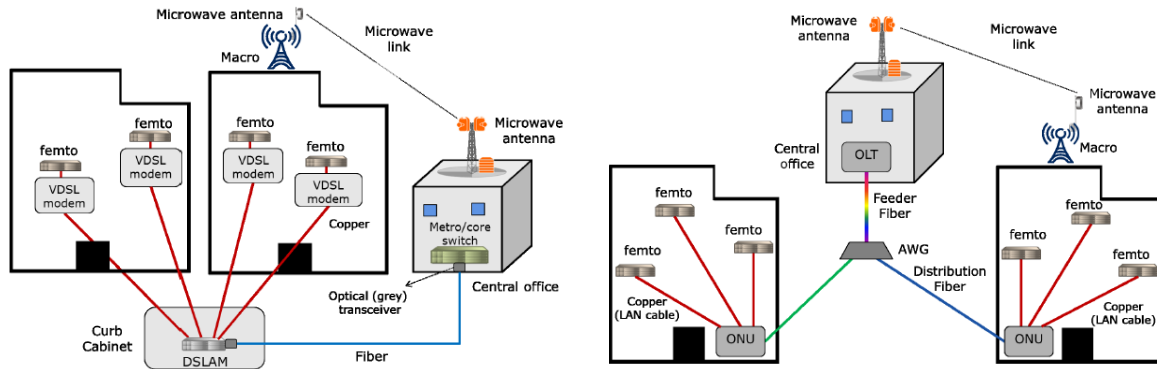 Microwave antenna
Macro
Microwave
link
Microwave
antenna
femto
VDSL
modem
femto
VDSL
modem
femto
VDSL
modem
femto
VDSL
modem
Copper
Metro/core
switch
Optical (grey)
transceiver
Central office
Curb
Cabinet
DSLAM
Fiber
Microwave
antenna
Microwave
link
Microwave
antenna
Macro
Central
office
OLT
Feeder
Fiber
AWG
Distribution
Fiber
femto
femto
femto
Copper
(LAN cable)
ONU
femto
femto
femto
Copper
(LAN cable)
ONU